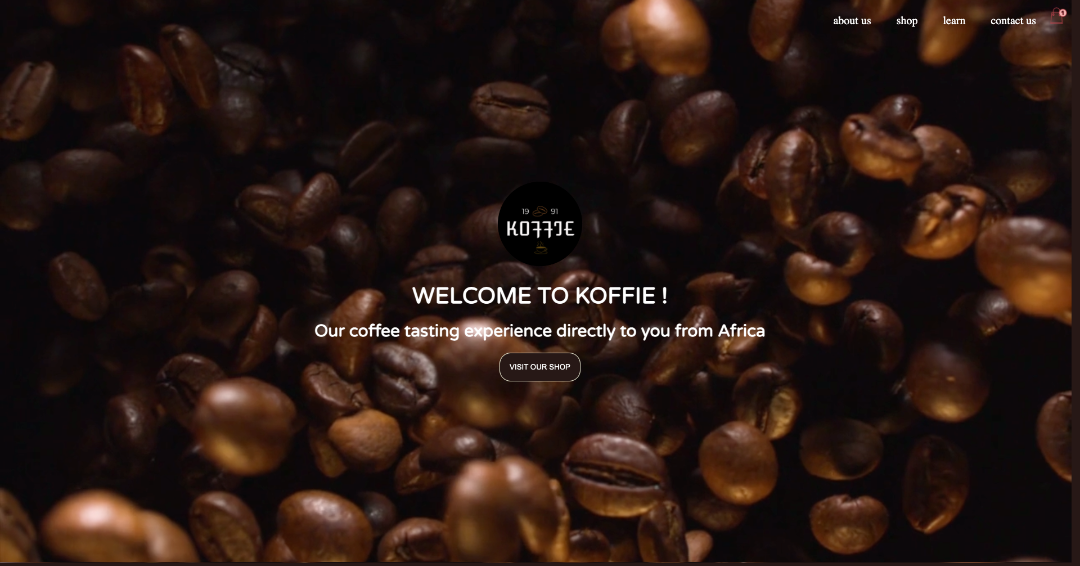 about us shop learn contact us 1
19 91
KOFFIE
WELCOME TO KOFFIE !
Our coffee tasting experience directly to you from Africa
VISIT OUR SHOP